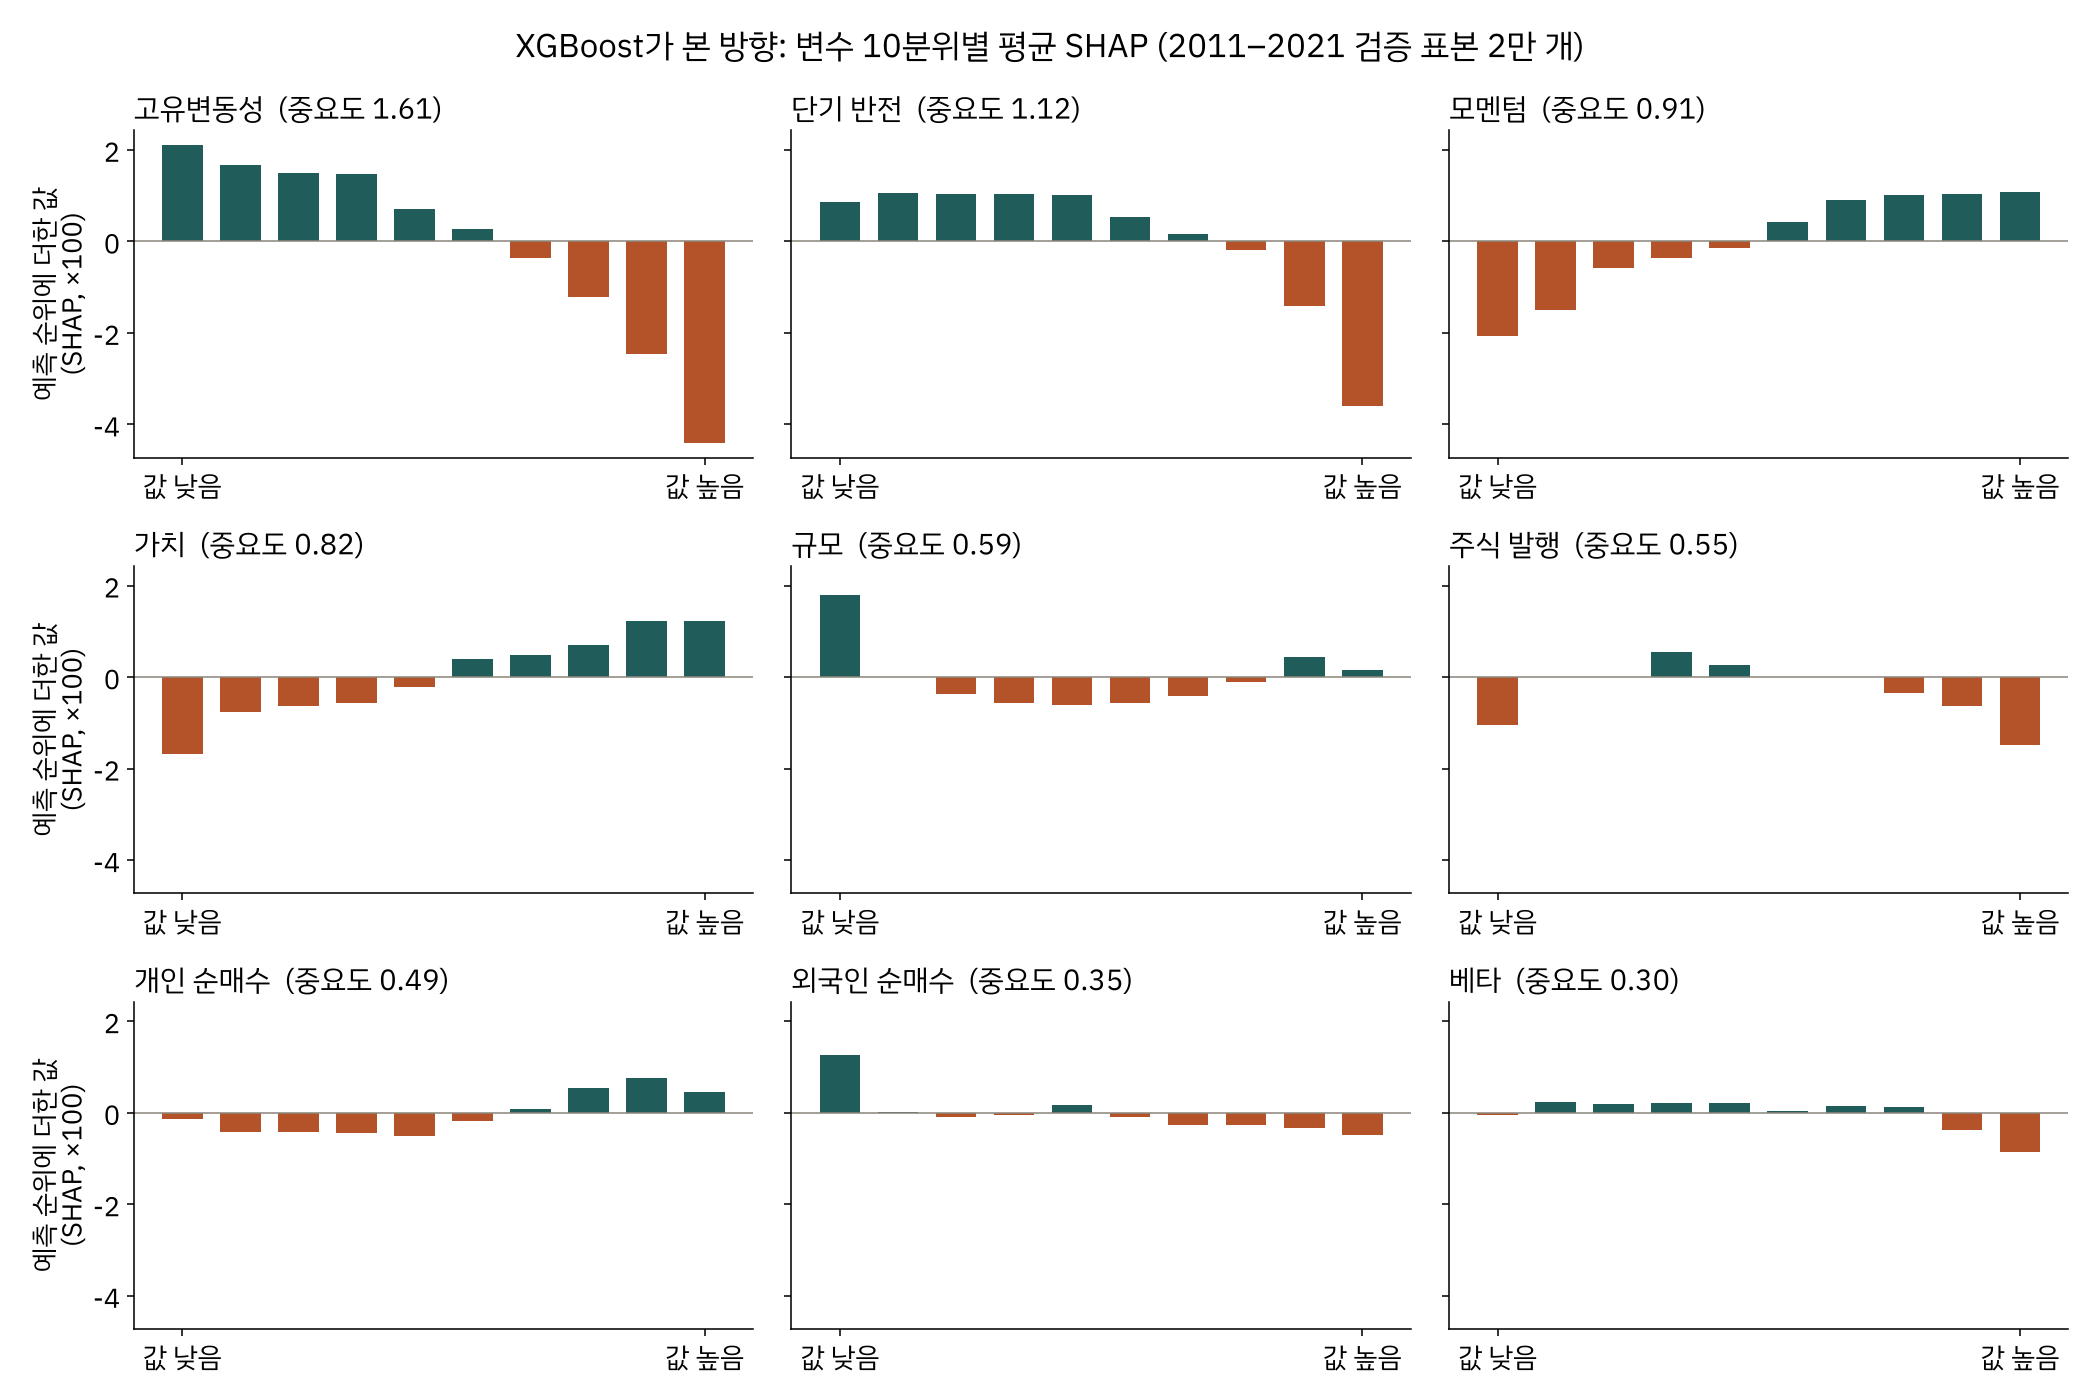 XGBoost가 본 방향: 변수 10분위별 평균 SHAP (2011–2021 검증 표본 2만 개)
고유변동성 (중요도 1.61)
단기 반전 (중요도 1.12)
모멘텀 (중요도 0.91)
예측 순위에 더한 값
(SHAP, ×100)
2
0
-2
-4
값 낮음
값 높음
값 낮음
값 높음
값 낮음
값 높음
가치 (중요도 0.82)
규모 (중요도 0.59)
주식 발행 (중요도 0.55)
예측 순위에 더한 값
(SHAP, ×100)
2
0
-2
-4
값 낮음
값 높음
값 낮음
값 높음
값 낮음
값 높음
개인 순매수 (중요도 0.49)
외국인 순매수 (중요도 0.35)
베타 (중요도 0.30)
예측 순위에 더한 값
(SHAP, ×100)
2
0
-2
-4
값 낮음
값 높음
값 낮음
값 높음
값 낮음
값 높음